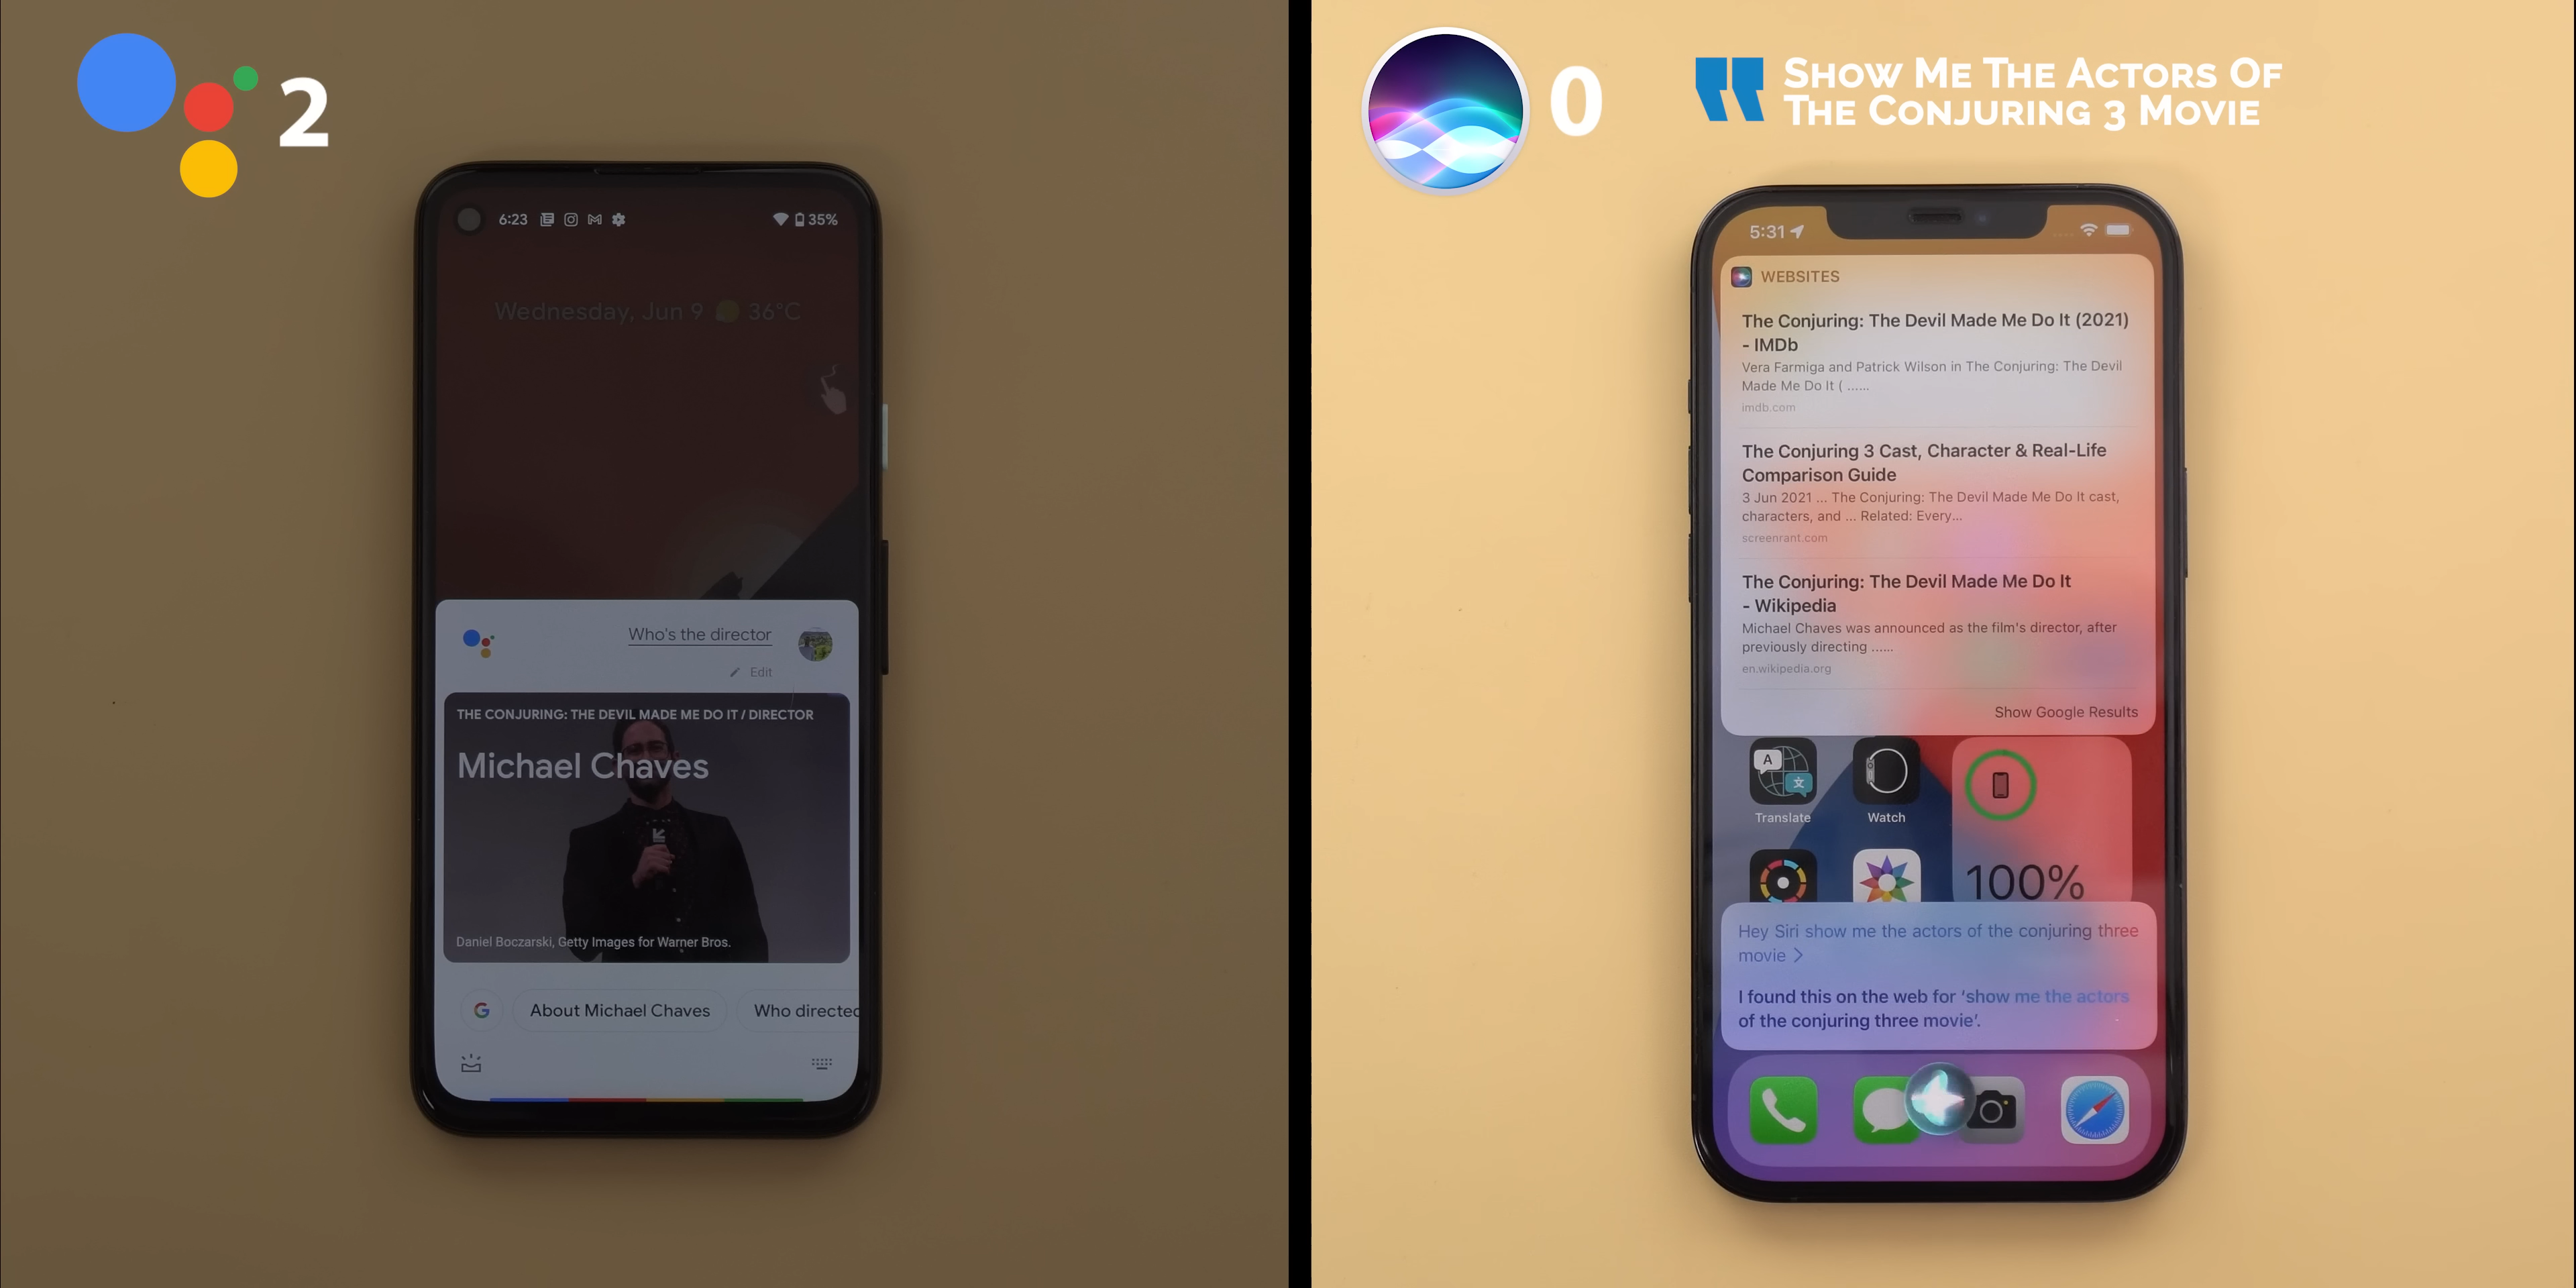 2
6:23
35%
Wednesday, Jun 9
36°C
Who's the director
Edit
THE CONJURING: THE DEVIL MADE ME DO IT / DIRECTOR
Michael Chaves
Daniel Boczarski, Getty Images for Warner Bros.
G
About Michael Chaves
Who directed
0
SHOW ME THE ACTORS OF
THE CONJURING 3 MOVIE
5:31
WEBSITES
The Conjuring: The Devil Made Me Do It (2021)
- IMDb
Vera Farmiga and Patrick Wilson in The Conjuring: The Devil
Made Me Do It ( ......
imdb.com
The Conjuring 3 Cast, Character & Real-Life
Comparison Guide
3 Jun 2021 ... The Conjuring: The Devil Made Me Do It cast,
characters, and ... Related: Every...
screenrant.com
The Conjuring: The Devil Made Me Do It
- Wikipedia
Michael Chaves was announced as the film's director, after
previously directing ......
en.wikipedia.org
Show Google Results
A
文
Translate
Watch
100%
Hey Siri show me the actors of the conjuring three
movie >
I found this on the web for ‘show me the actors
of the conjuring three movie’.